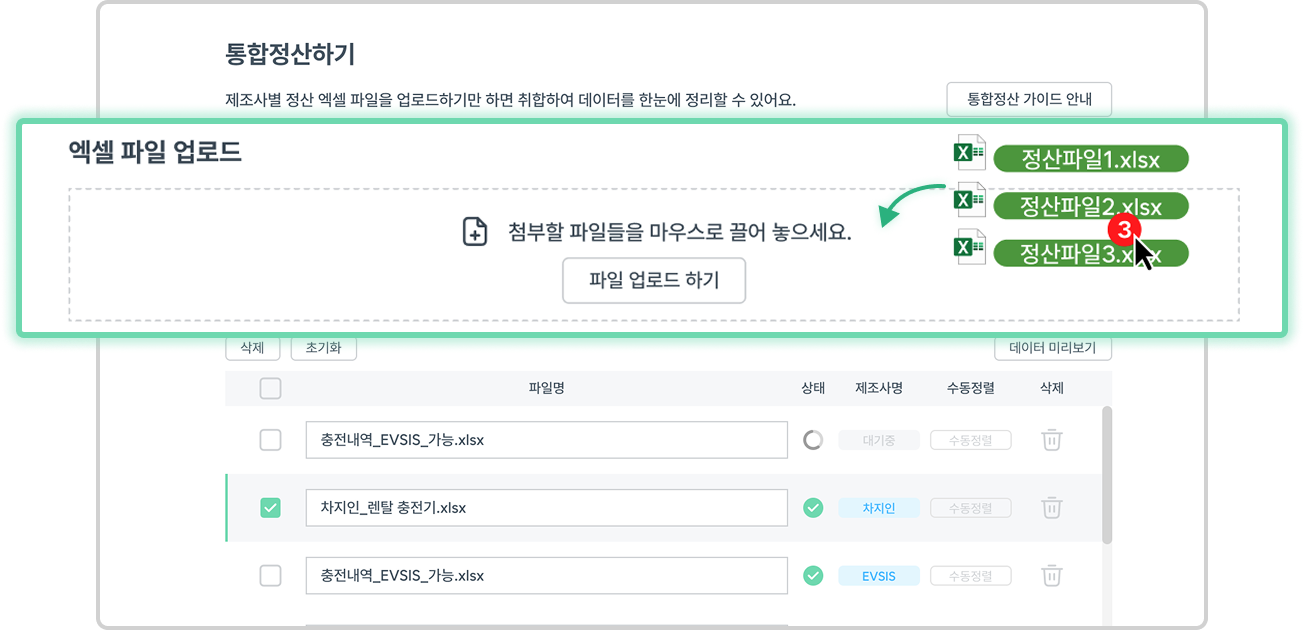 통합정산하기
제조사별 정산 엑셀 파일을 업로드하기만 하면 취합하여 데이터를 한눈에 정리할 수 있어요.
통합정산 가이드 안내
엑셀 파일 업로드
정산파일1.xlsx
정산파일2.xlsx
3
정산파일3.xlsx
첨부할 파일들을 마우스로 끌어 놓으세요.
파일 업로드 하기
삭제 초기화 데이터 미리보기
파일명 상태 제조사명 수동정렬 삭제
충전내역_EVSIS_가능.xlsx 대기중 수동정렬
차지인_렌탈 충전기.xlsx 차지인 수동정렬
충전내역_EVSIS_가능.xlsx EVSIS 수동정렬